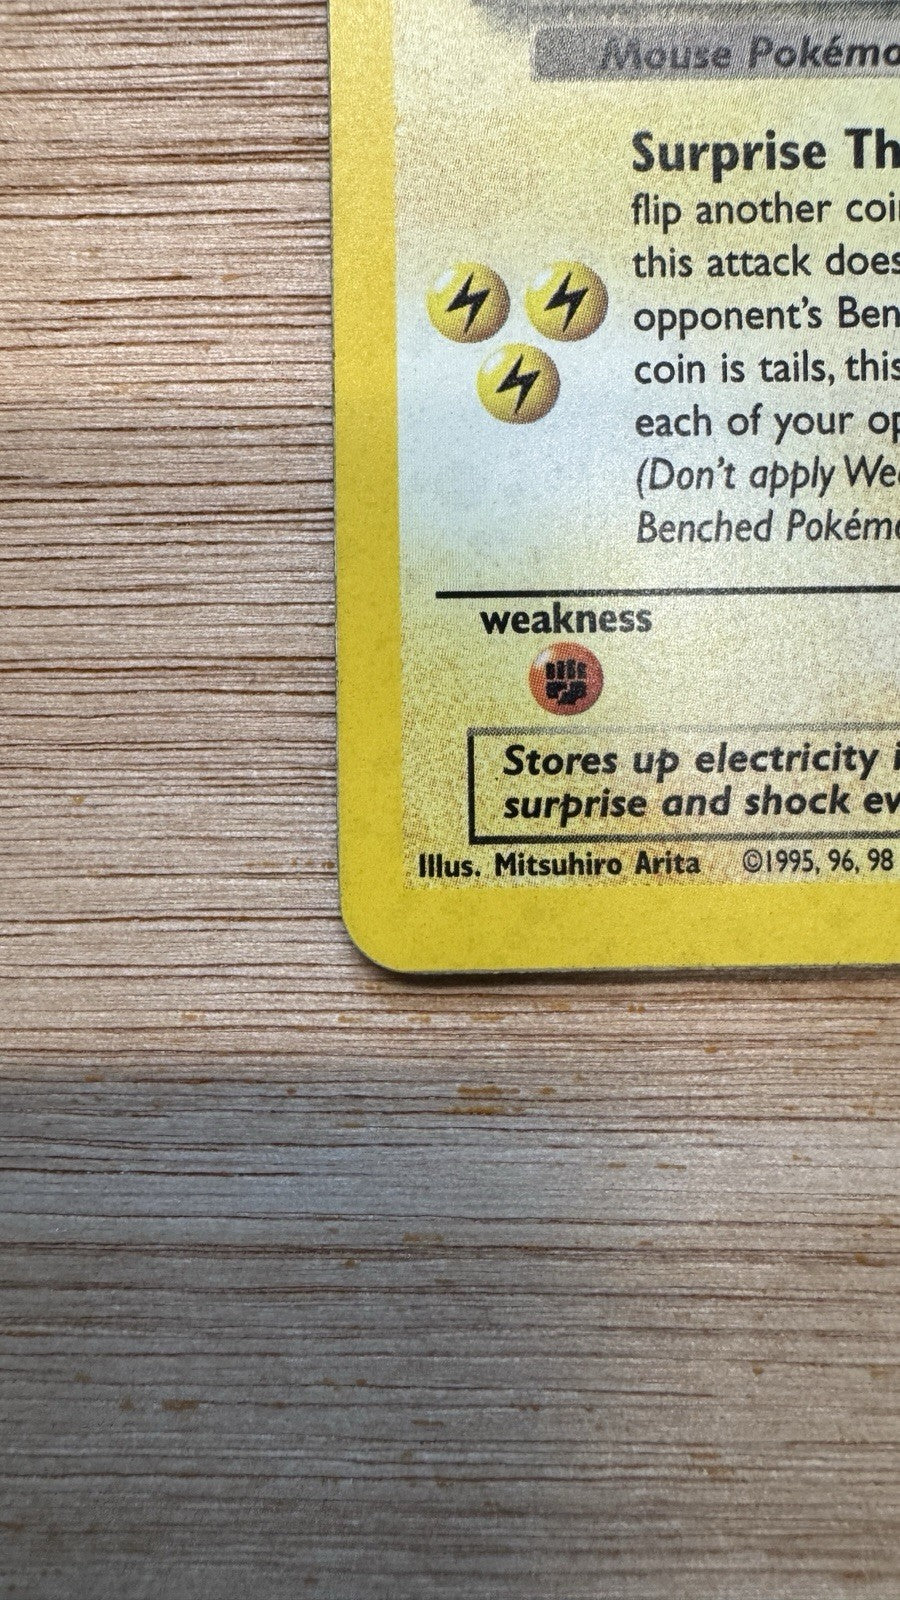 Mouse Pokémo
Surprise Th
flip another coi
this attack does
opponent's Ben
coin is tails, this
each of your op
(Don't apply Wea
Benched Pokémo
weakness
Stores up electricity i
surprise and shock ev
Illus. Mitsuhiro Arita ©1995, 96, 98